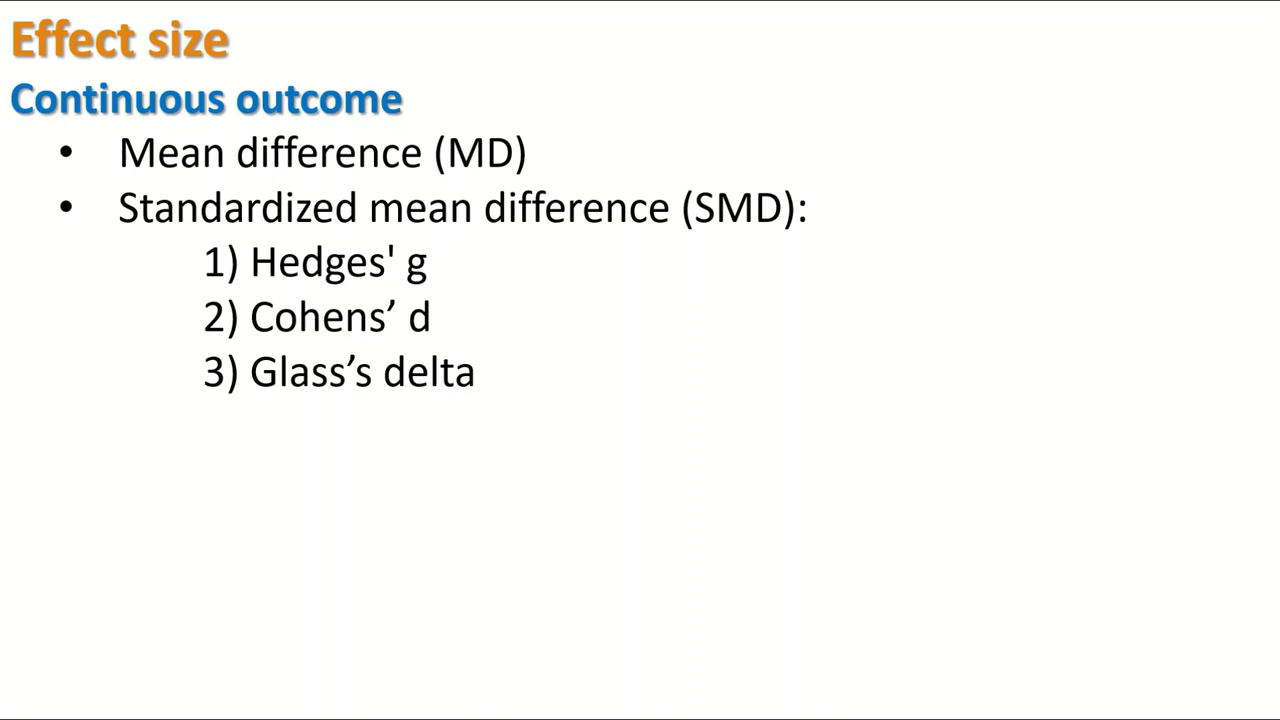 Effect size
Continuous outcome
• Mean difference (MD)
• Standardized mean difference (SMD):
1) Hedges' g
2) Cohens’ d
3) Glass’s delta